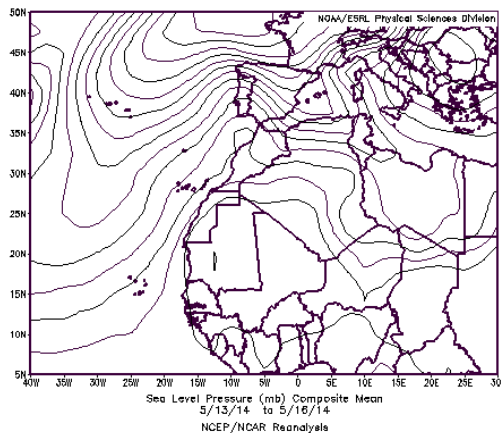 NOAA/ESRL Physical Sciences Division
50N
45N
40N
35N
30N
25N
20N
15N
10N
5N
40W 35W 30W 25W 20W 15W 10W 5W 0 5E 10E 15E 20E 25E 30E
Sea Level Pressure (mb) Composite Mean
5/13/14 to 5/16/14
NCEP/NCAR Reanalysis